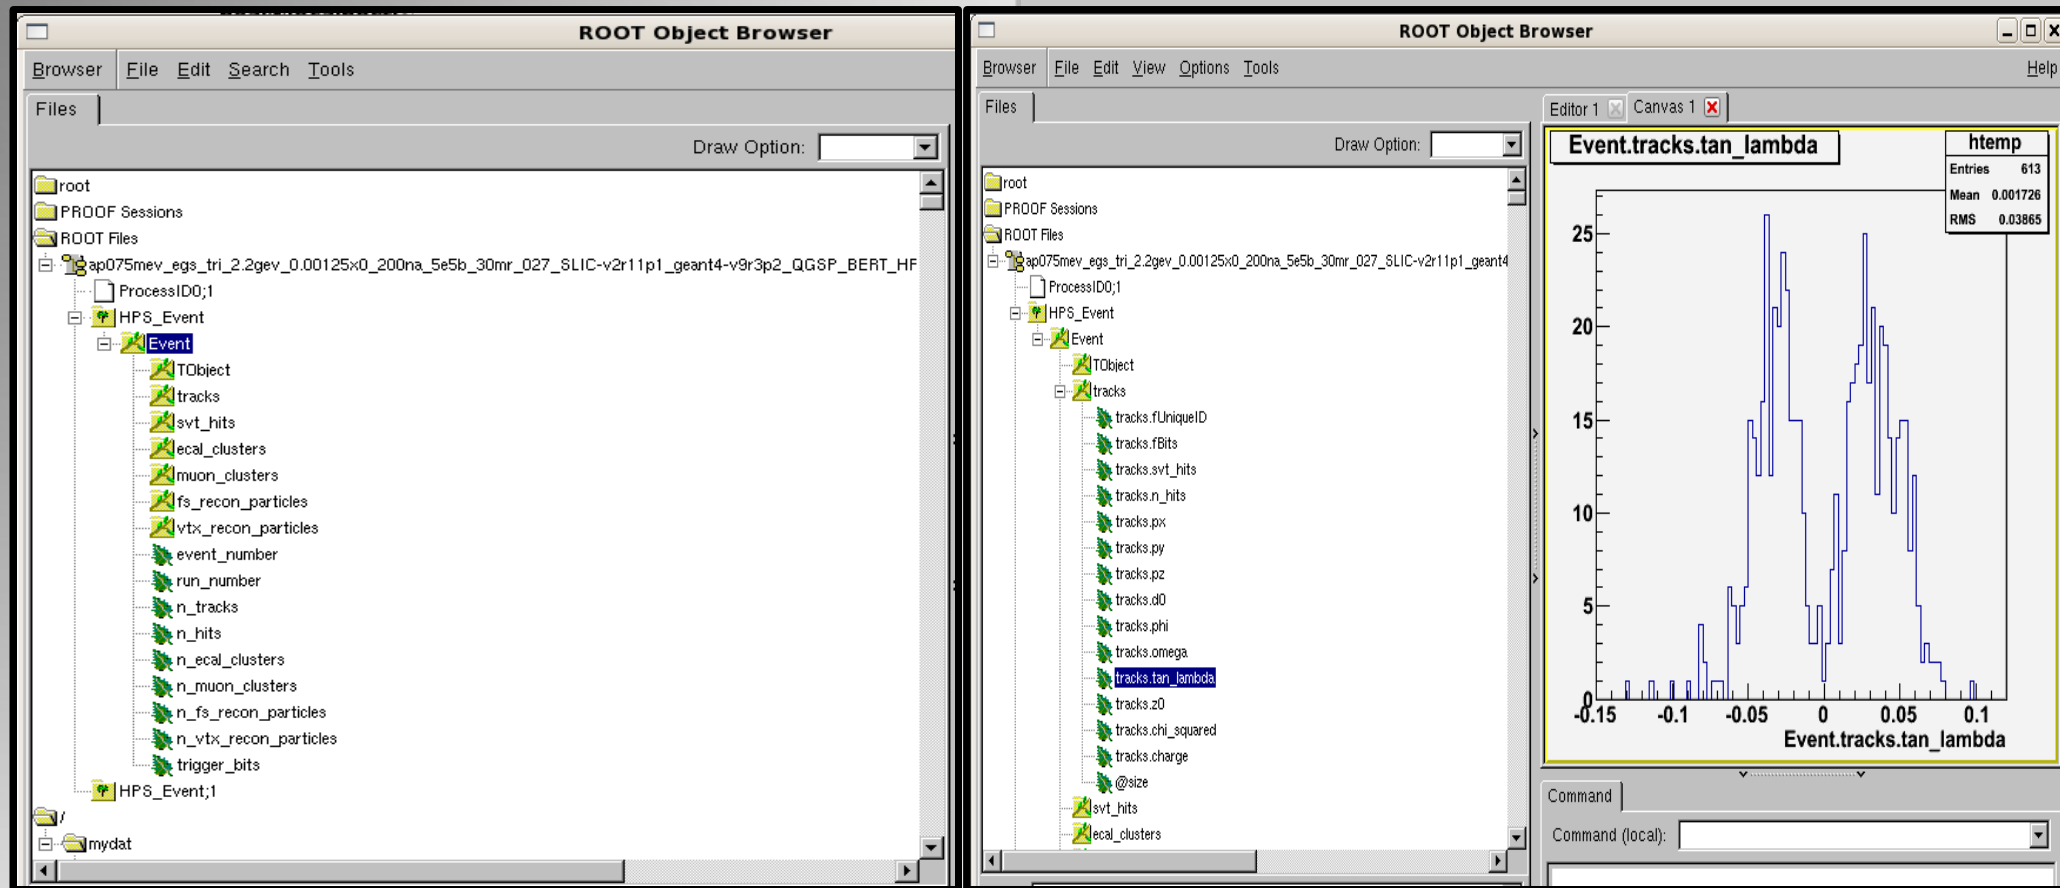 ROOT Object Browser
Browser File Edit Search Tools
Files
Draw Option:
root
PROOF Sessions
ROOT Files
ap075mev_egs_tri_2.2gev_0.00125x0_200na_5e5b_30mr_027_SLIC-v2r11p1_geant4-v9r3p2_QGSP_BERT_HF
ProcessID0;1
HPS_Event
Event
TObject
tracks
svt_hits
ecal_clusters
muon_clusters
fs_recon_particles
vtx_recon_particles
event_number
run_number
n_tracks
n_hits
n_ecal_clusters
n_muon_clusters
n_fs_recon_particles
n_vtx_recon_particles
trigger_bits
HPS_Event;1
/
mydat
ROOT Object Browser
Browser File Edit View Options Tools Help
Files
Draw Option:
root
PROOF Sessions
ROOT Files
ap075mev_egs_tri_2.2gev_0.00125x0_200na_5e5b_30mr_027_SLIC-v2r11p1_geant4
ProcessID0;1
HPS_Event
Event
TObject
tracks
tracks.fUniqueID
tracks.fBits
tracks.svt_hits
tracks.n_hits
tracks.px
tracks.py
tracks.pz
tracks.d0
tracks.phi
tracks.omega
tracks.tan_lambda
tracks.z0
tracks.chi_squared
tracks.charge
@size
svt_hits
ecal_clusters
Editor 1 Canvas 1
Event.tracks.tan_lambda
htemp
Entries 613
Mean 0.001726
RMS 0.03865
25
20
15
10
5
0
-0.15 -0.1 -0.05 0 0.05 0.1
Event.tracks.tan_lambda
Command
Command (local):